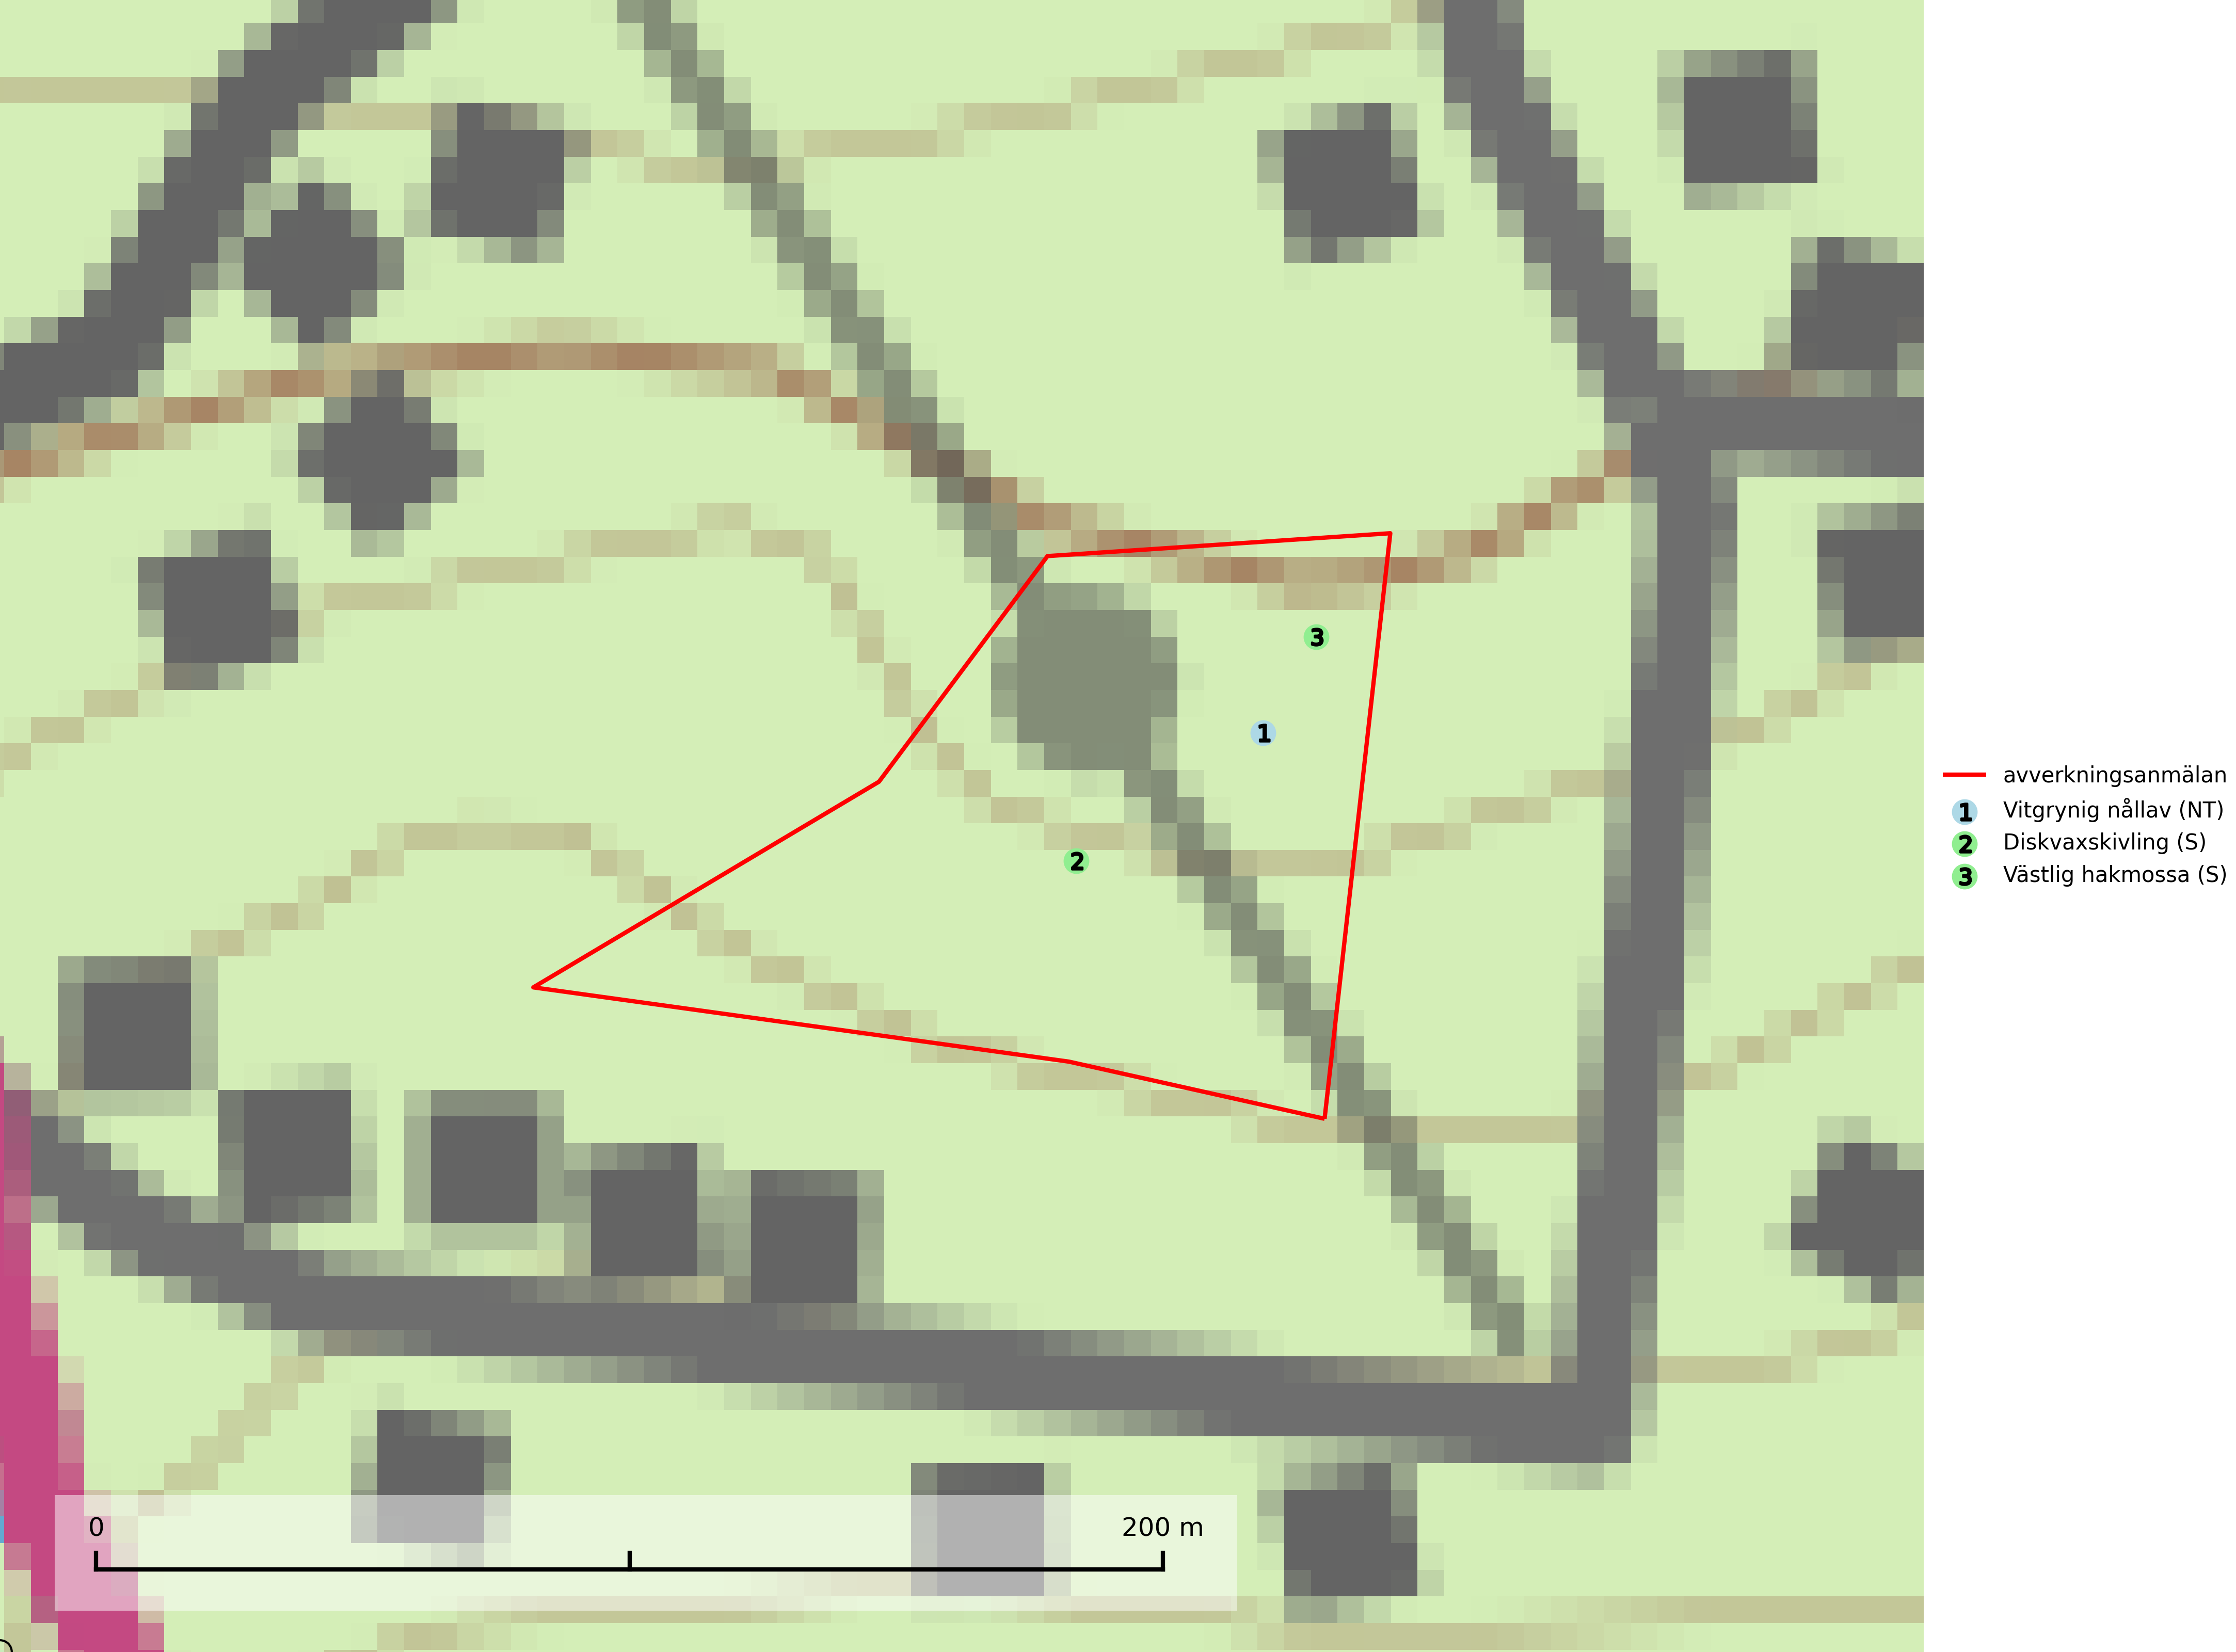 3
1
2
avverkningsanmälan
1 Vitgrynig nållav (NT)
2 Diskvaxskivling (S)
3 Västlig hakmossa (S)
0 200 m